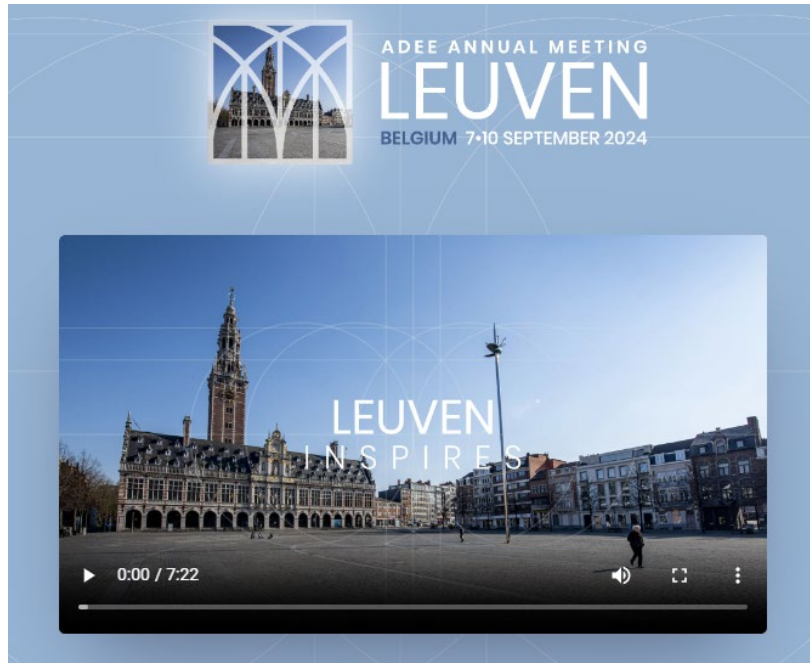 ADEE ANNUAL MEETING
LEUVEN
BELGIUM 7•10 SEPTEMBER 2024
LEUVEN
INSPIRES
0:00 / 7:22